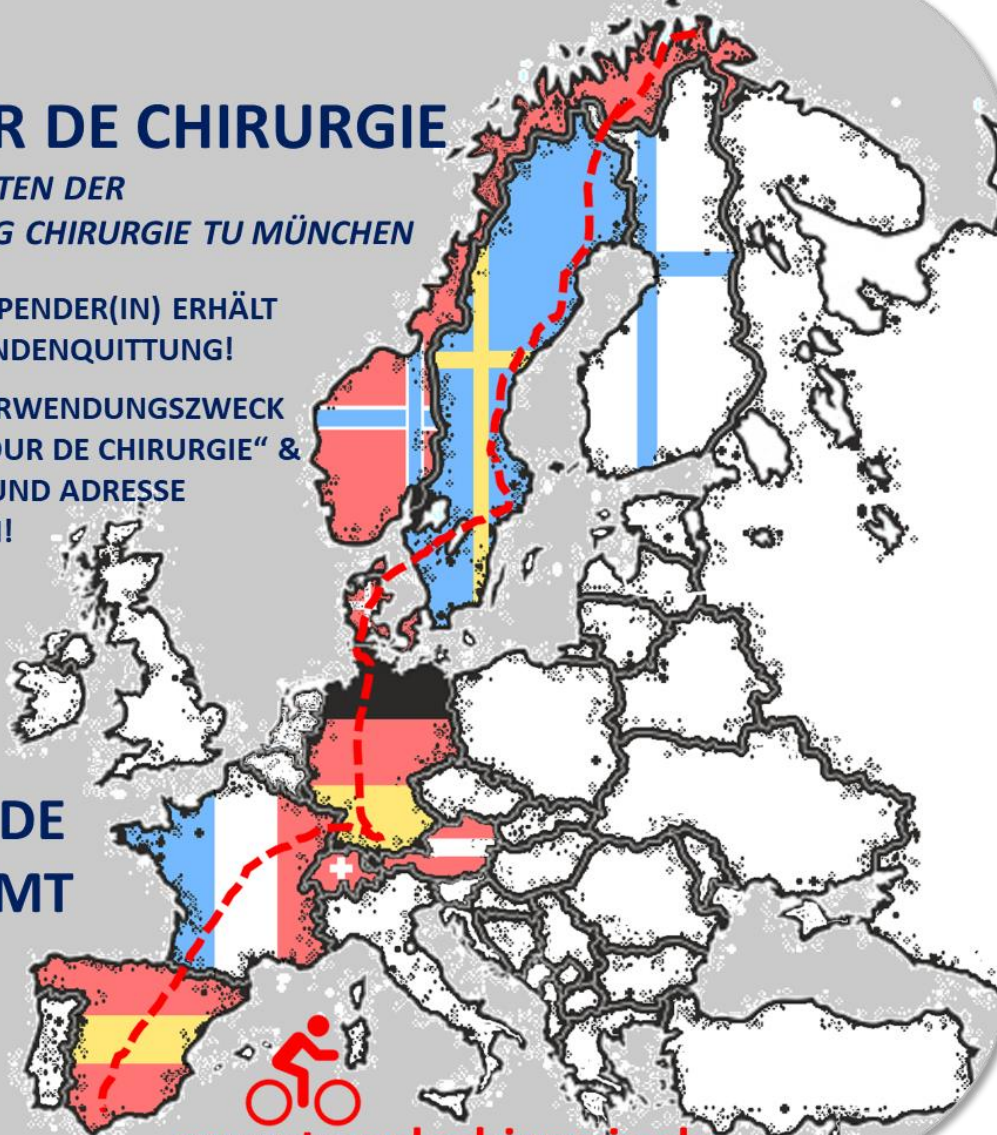 R DE CHIRURGIE
TEN DER
G CHIRURGIE TU MÜNCHEN
PENDER(IN) ERHÄLT
NDENQUITTUNG!
RWENDUNGSZWECK
OUR DE CHIRURGIE“ &
UND ADRESSE
!
DE
MT